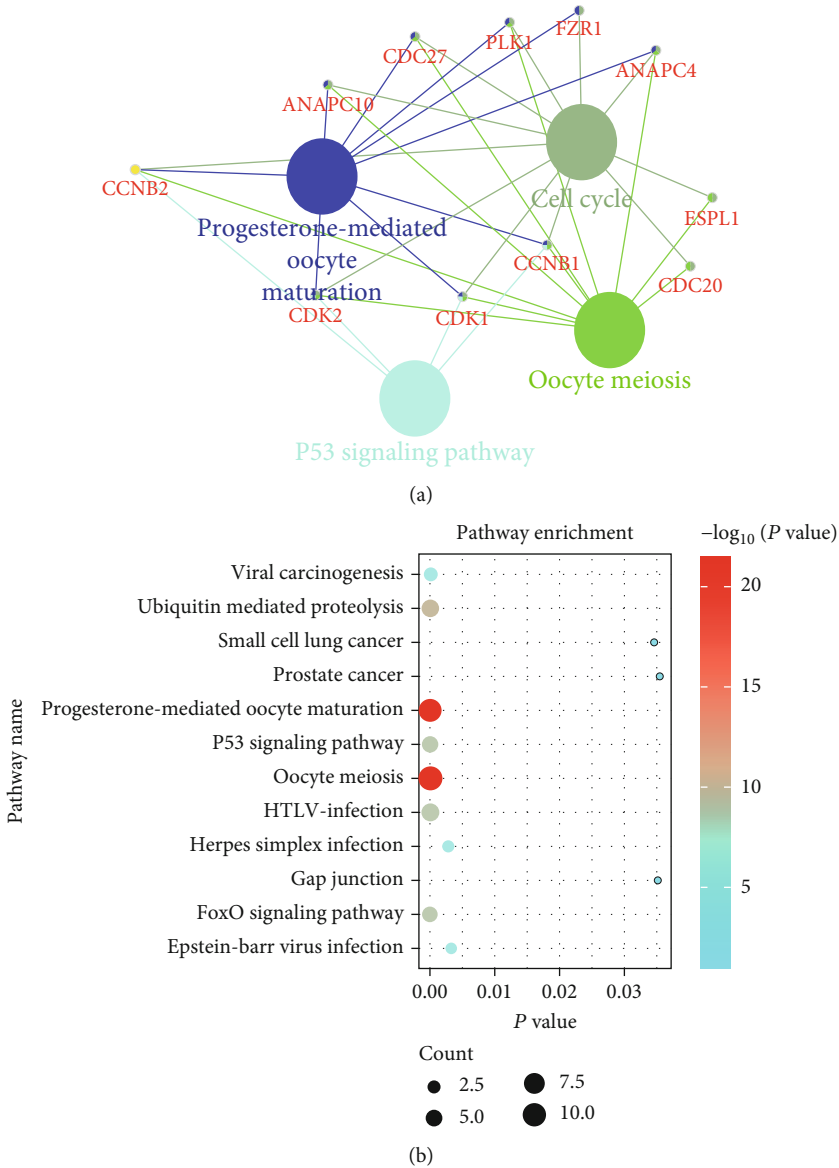 FZR1
PLK1
CDC27
ANAPC4
ANAPC10
CCNB2
Cell cycle
ESPL1
Progesterone-mediated
oocyte
maturation
CCNB1
CDC20
CDK2
CDK1
Oocyte meiosis
P53 signaling pathway
(a)
Pathway enrichment
−log10 (P value)
Viral carcinogenesis
Ubiquitin mediated proteolysis
Small cell lung cancer
Prostate cancer
Progesterone-mediated oocyte maturation
P53 signaling pathway
Oocyte meiosis
HTLV-infection
Herpes simplex infection
Gap junction
FoxO signaling pathway
Epstein-barr virus infection
Pathway name
20
15
10
5
0.00 0.01 0.02 0.03
P value
Count
2.5 7.5
5.0 10.0
(b)